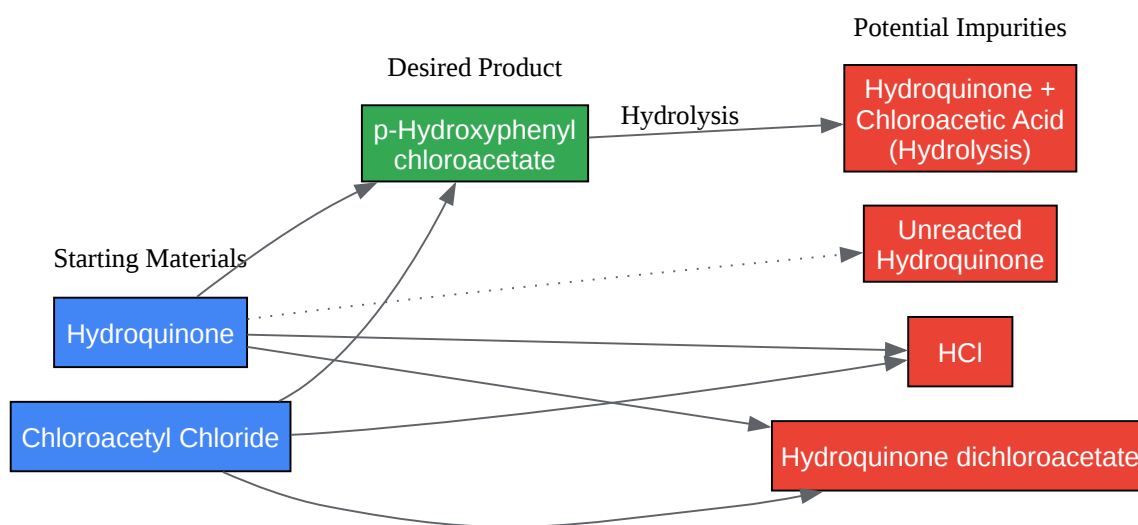 Potential Impurities
Desired Product
Hydroquinone +
Chloroacetic Acid
(Hydrolysis)
Hydrolysis
p-Hydroxyphenyl
chloroacetate
Unreacted
Hydroquinone
Starting Materials
Hydroquinone
HCl
Chloroacetyl Chloride
Hydroquinone dichloroacetate